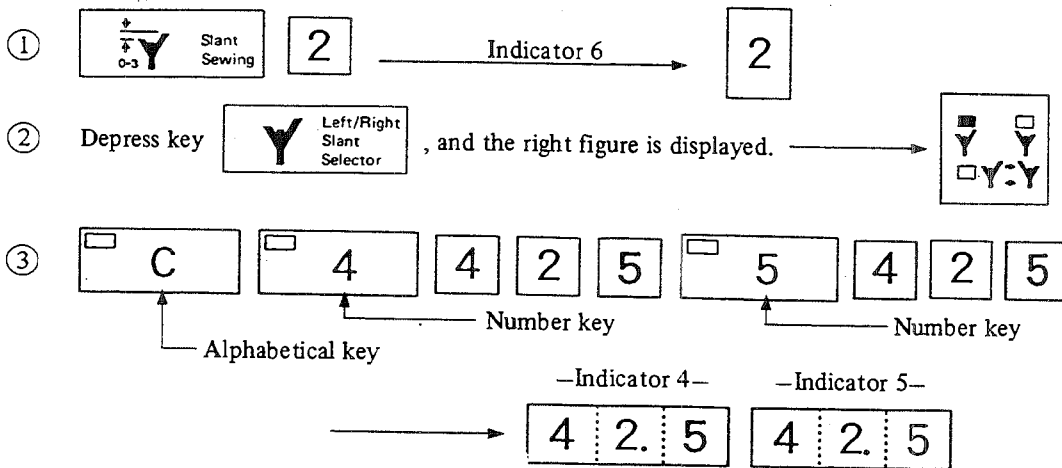 ① 0-3 Slant Sewing 2 Indicator 6 2
② Depress key Left/Right Slant Selector , and the right figure is displayed.
③ C 4 4 2 5 5 4 2 5
Number key Number key
Alphabetical key
–Indicator 4– –Indicator 5–
4 2. 5 4 2. 5